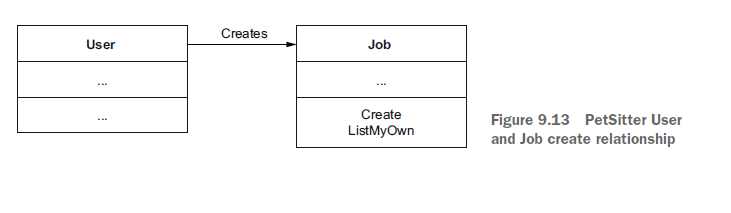 Creates
User
Job
...
...
...
Create
ListMyOwn
Figure 9.13 PetSitter User
and Job create relationship